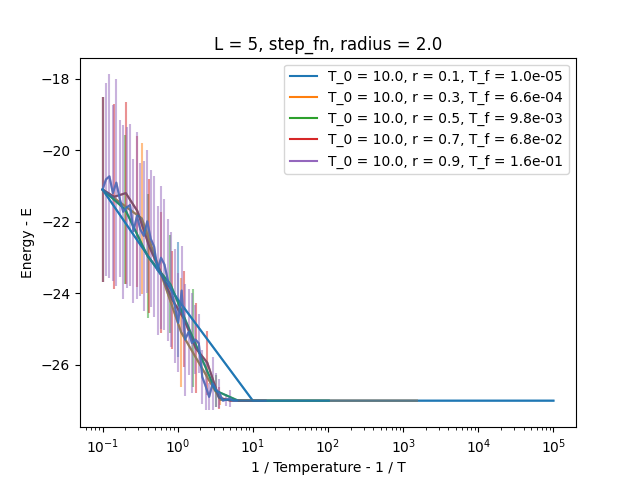 L = 5, step_fn, radius = 2.0
T_0 = 10.0, r = 0.1, T_f = 1.0e-05
T_0 = 10.0, r = 0.3, T_f = 6.6e-04
T_0 = 10.0, r = 0.5, T_f = 9.8e-03
T_0 = 10.0, r = 0.7, T_f = 6.8e-02
T_0 = 10.0, r = 0.9, T_f = 1.6e-01
Energy - E
−18
−20
−22
−24
−26
10⁻¹ 10⁰ 10¹ 10² 10³ 10⁴ 10⁵
1 / Temperature - 1 / T